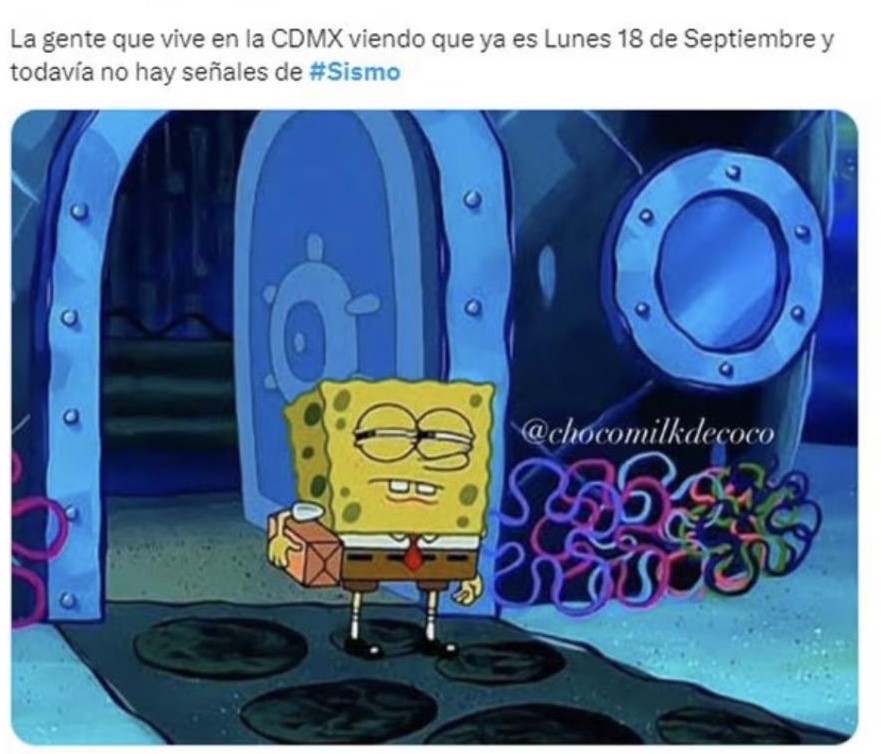 La gente que vive en la CDMX viendo que ya es Lunes 18 de Septiembre y
todavía no hay señales de #Sismo
@chocomilkdecoco